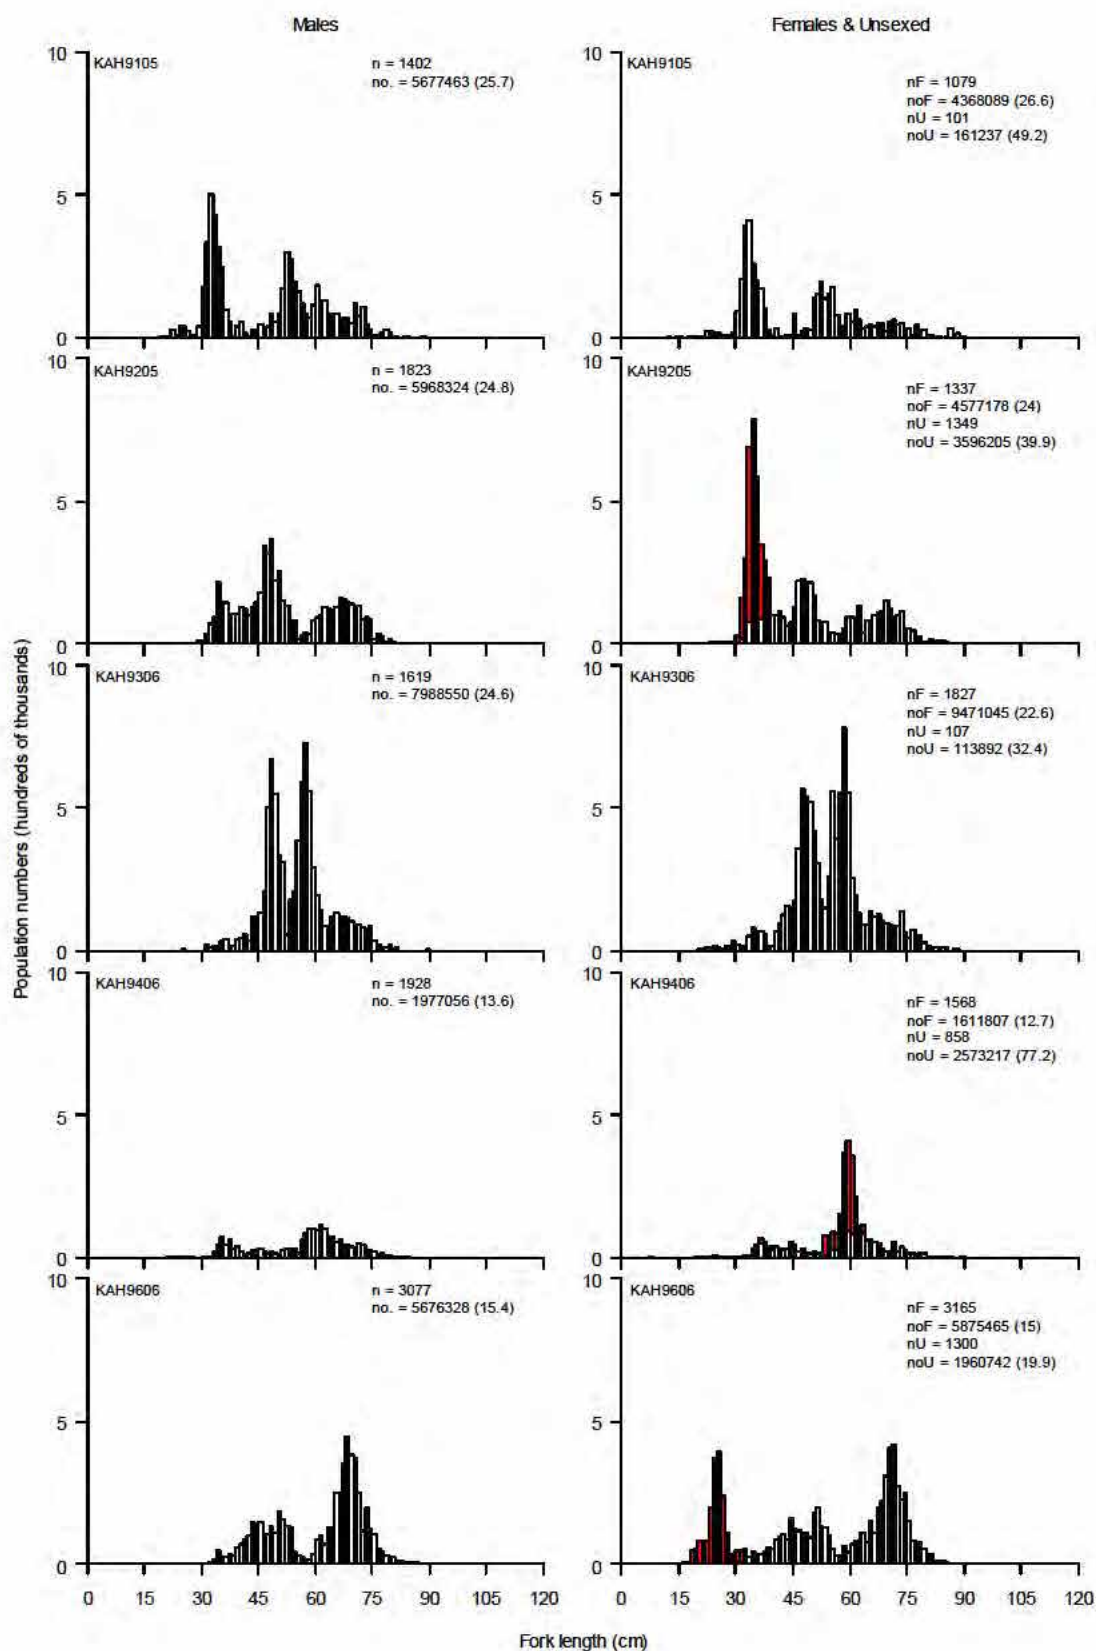 Males
Females & Unsexed
Population numbers (hundreds of thousands)
10
KAH9105
n = 1402
no. = 5677463 (25.7)
5
0
KAH9105
nF = 1079
noF = 4368089 (26.6)
nU = 101
noU = 161237 (49.2)
10
5
0
10
KAH9205
n = 1823
no. = 5968324 (24.8)
5
0
10
KAH9205
nF = 1337
noF = 4577178 (24)
nU = 1349
noU = 3596205 (39.9)
5
0
10
KAH9306
n = 1619
no. = 7988550 (24.6)
5
0
10
KAH9306
nF = 1827
noF = 9471045 (22.6)
nU = 107
noU = 113892 (32.4)
5
0
10
KAH9406
n = 1928
no. = 1977056 (13.6)
5
0
10
KAH9406
nF = 1568
noF = 1611807 (12.7)
nU = 858
noU = 2573217 (77.2)
5
0
10
KAH9606
n = 3077
no. = 5676328 (15.4)
5
0
10
KAH9606
nF = 3165
noF = 5875465 (15)
nU = 1300
noU = 1960742 (19.9)
5
0
0 15 30 45 60 75 90 105 120
0 15 30 45 60 75 90 105 120
Fork length (cm)